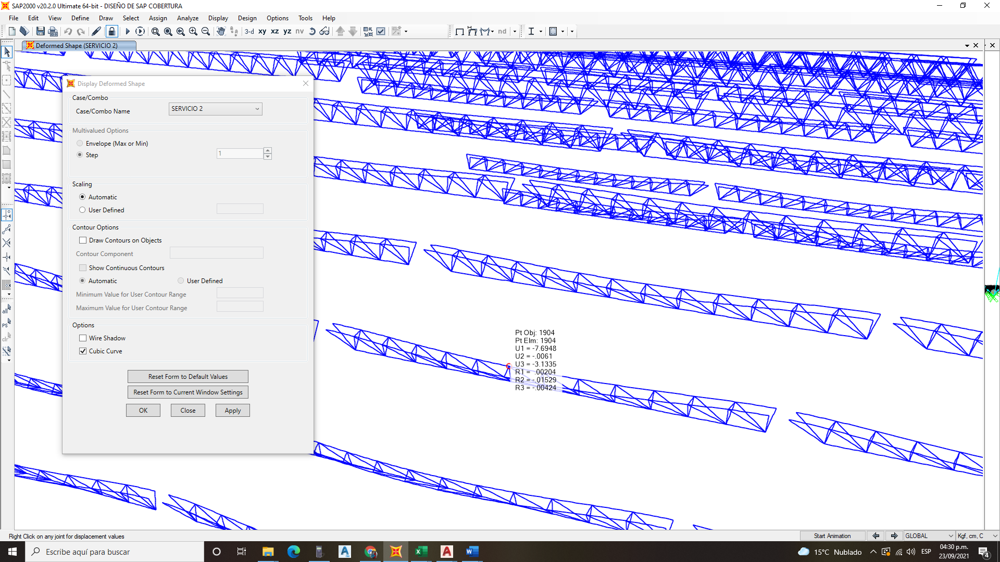 SAP2000 v20.2.0 Ultimate 64-bit - DISEÑO DE SAP COBERTURA
File Edit View Define Draw Select Assign Analyze Display Design Options Tools Help
3-d xy xz yz nv nd
Deformed Shape (SERVICIO 2)
Display Deformed Shape
Case/Combo
Case/Combo Name SERVICIO 2
Multivalued Options
Envelope (Max or Min)
Step 1
Scaling
Automatic
User Defined
Contour Options
Draw Contours on Objects
Contour Component
Show Continuous Contours
Automatic User Defined
Minimum Value for User Contour Range
Maximum Value for User Contour Range
Options
Wire Shadow
Cubic Curve
Reset Form to Default Values
Reset Form to Current Window Settings
OK Close Apply
all
PS
clr
Pt Obj: 1904
Pt Elm: 1904
U1 = -7.6948
U2 = -.0061
U3 = -3.1335
R1 = .00204
R2 = -.01529
R3 = -.00424
Right Click on any joint for displacement values
Start Animation GLOBAL Kgf, cm, C
Escribe aquí para buscar
15°C Nublado ESP
04:30 p.m.
23/09/2021
4